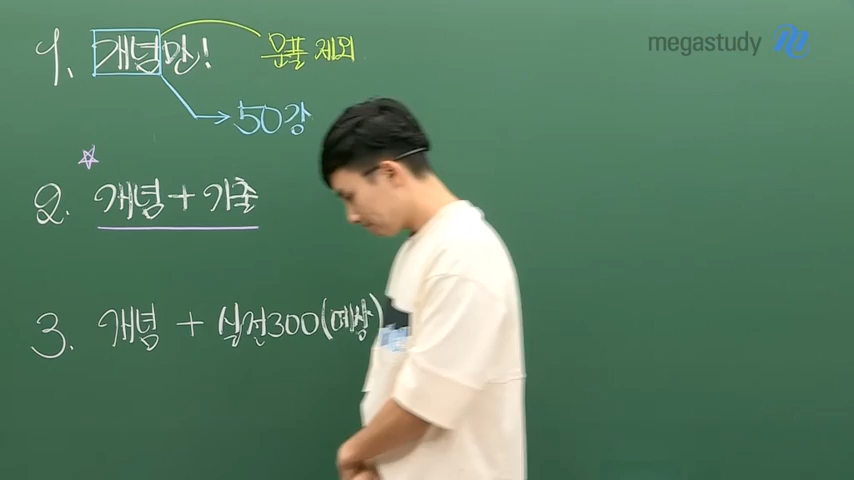 1. 개념만! 문풀 제외
megastudy
50강
2. 개념 + 기출
3. 개념 + 실전300(예상)